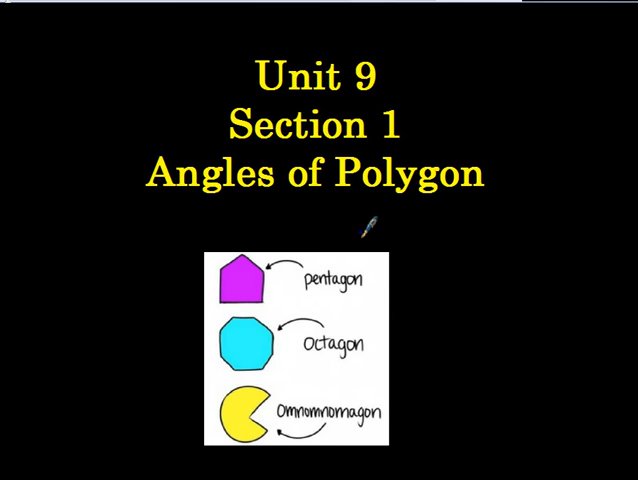 Unit 9
Section 1
Angles of Polygon
pentagon
Octagon
omnomnomagon